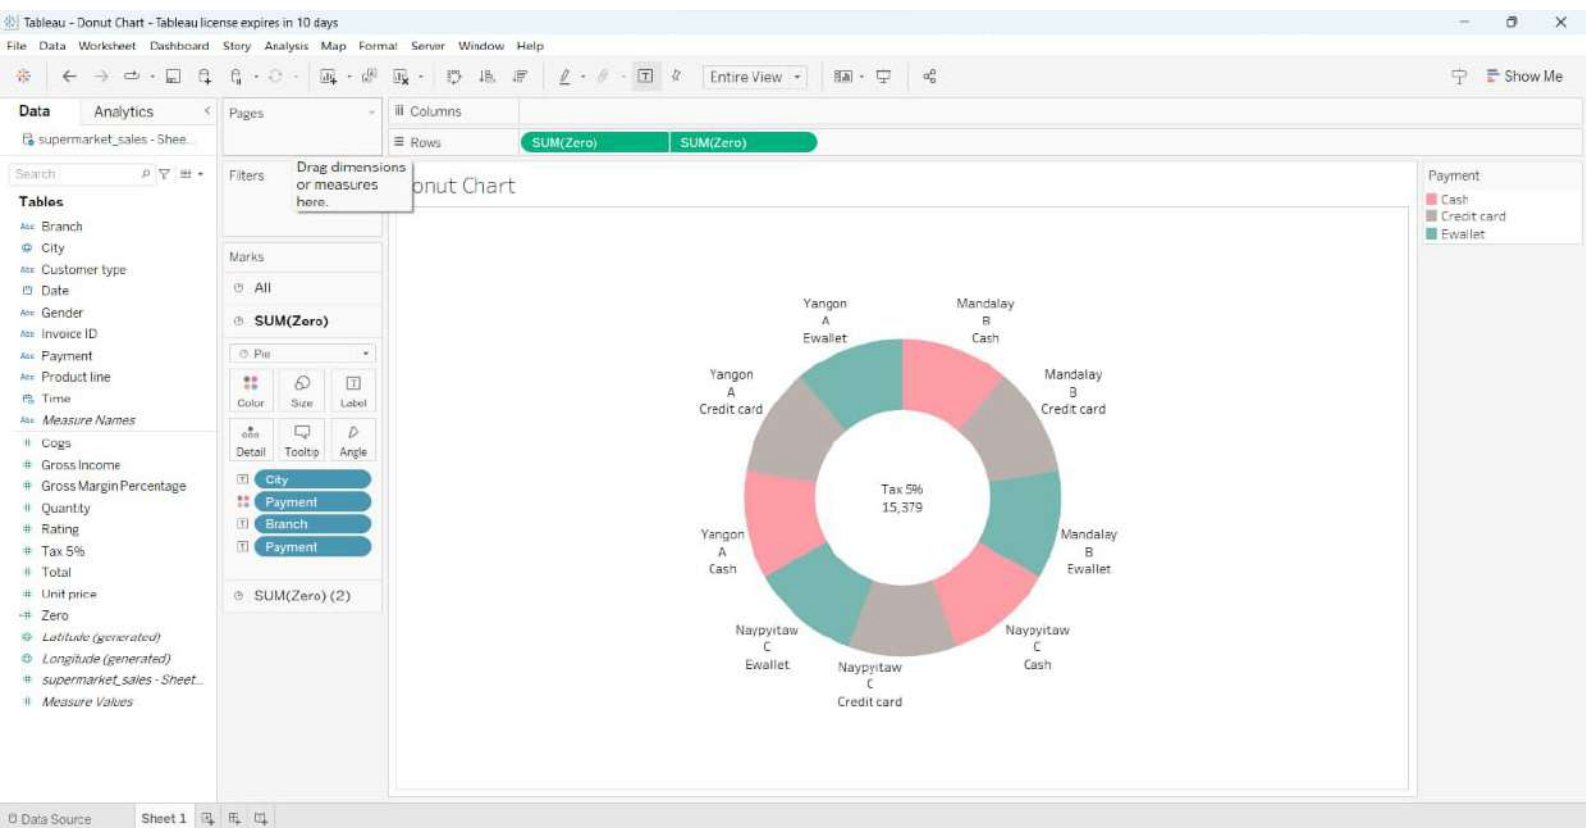 Tableau - Donut Chart - Tableau license expires in 10 days
File Data Worksheet Dashboard Story Analysis Map Format Server Window Help
Entire View
Show Me
Data Analytics
supermarket_sales - Shee...
Search
Tables
Abc Branch
City
Abc Customer type
Date
Abc Gender
Abc Invoice ID
Abc Payment
Abc Product line
Time
Abc Measure Names
# Cogs
# Gross Income
# Gross Margin Percentage
# Quantity
# Rating
# Tax 5%
# Total
# Unit price
=# Zero
Latitude (generated)
Longitude (generated)
# supermarket_sales - Sheet...
# Measure Values
Pages
Filters
Drag dimensions
or measures
here.
Marks
All
SUM(Zero)
Pie
Color Size Label
Detail Tooltip Angle
City
Payment
Branch
Payment
SUM(Zero) (2)
Columns
Rows
SUM(Zero) SUM(Zero)
onut Chart
Yangon
A
Ewallet
Mandalay
B
Cash
Yangon
A
Credit card
Mandalay
B
Credit card
Tax 5%
15,379
Yangon
A
Cash
Mandalay
B
Ewallet
Naypyitaw
C
Ewallet
Naypyitaw
C
Credit card
Naypyitaw
C
Cash
Payment
Cash
Credit card
Ewallet
Data Source
Sheet 1